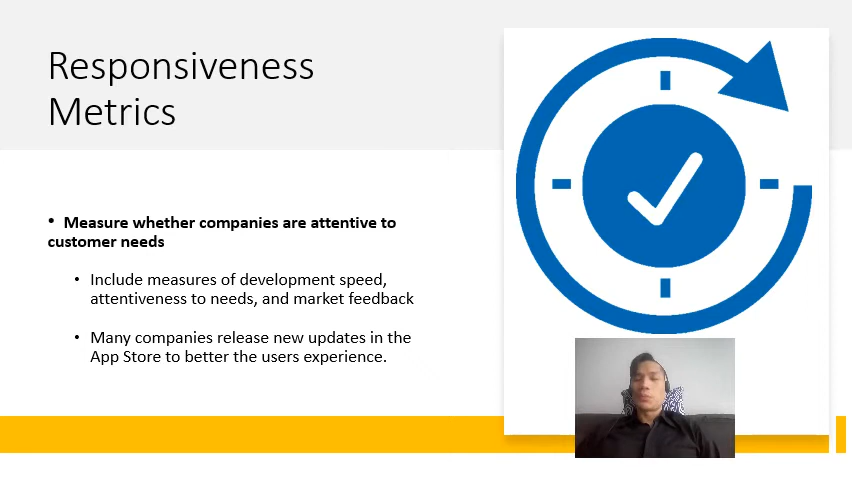 Responsiveness
Metrics
• Measure whether companies are attentive to
customer needs
• Include measures of development speed,
attentiveness to needs, and market feedback
• Many companies release new updates in the
App Store to better the users experience.